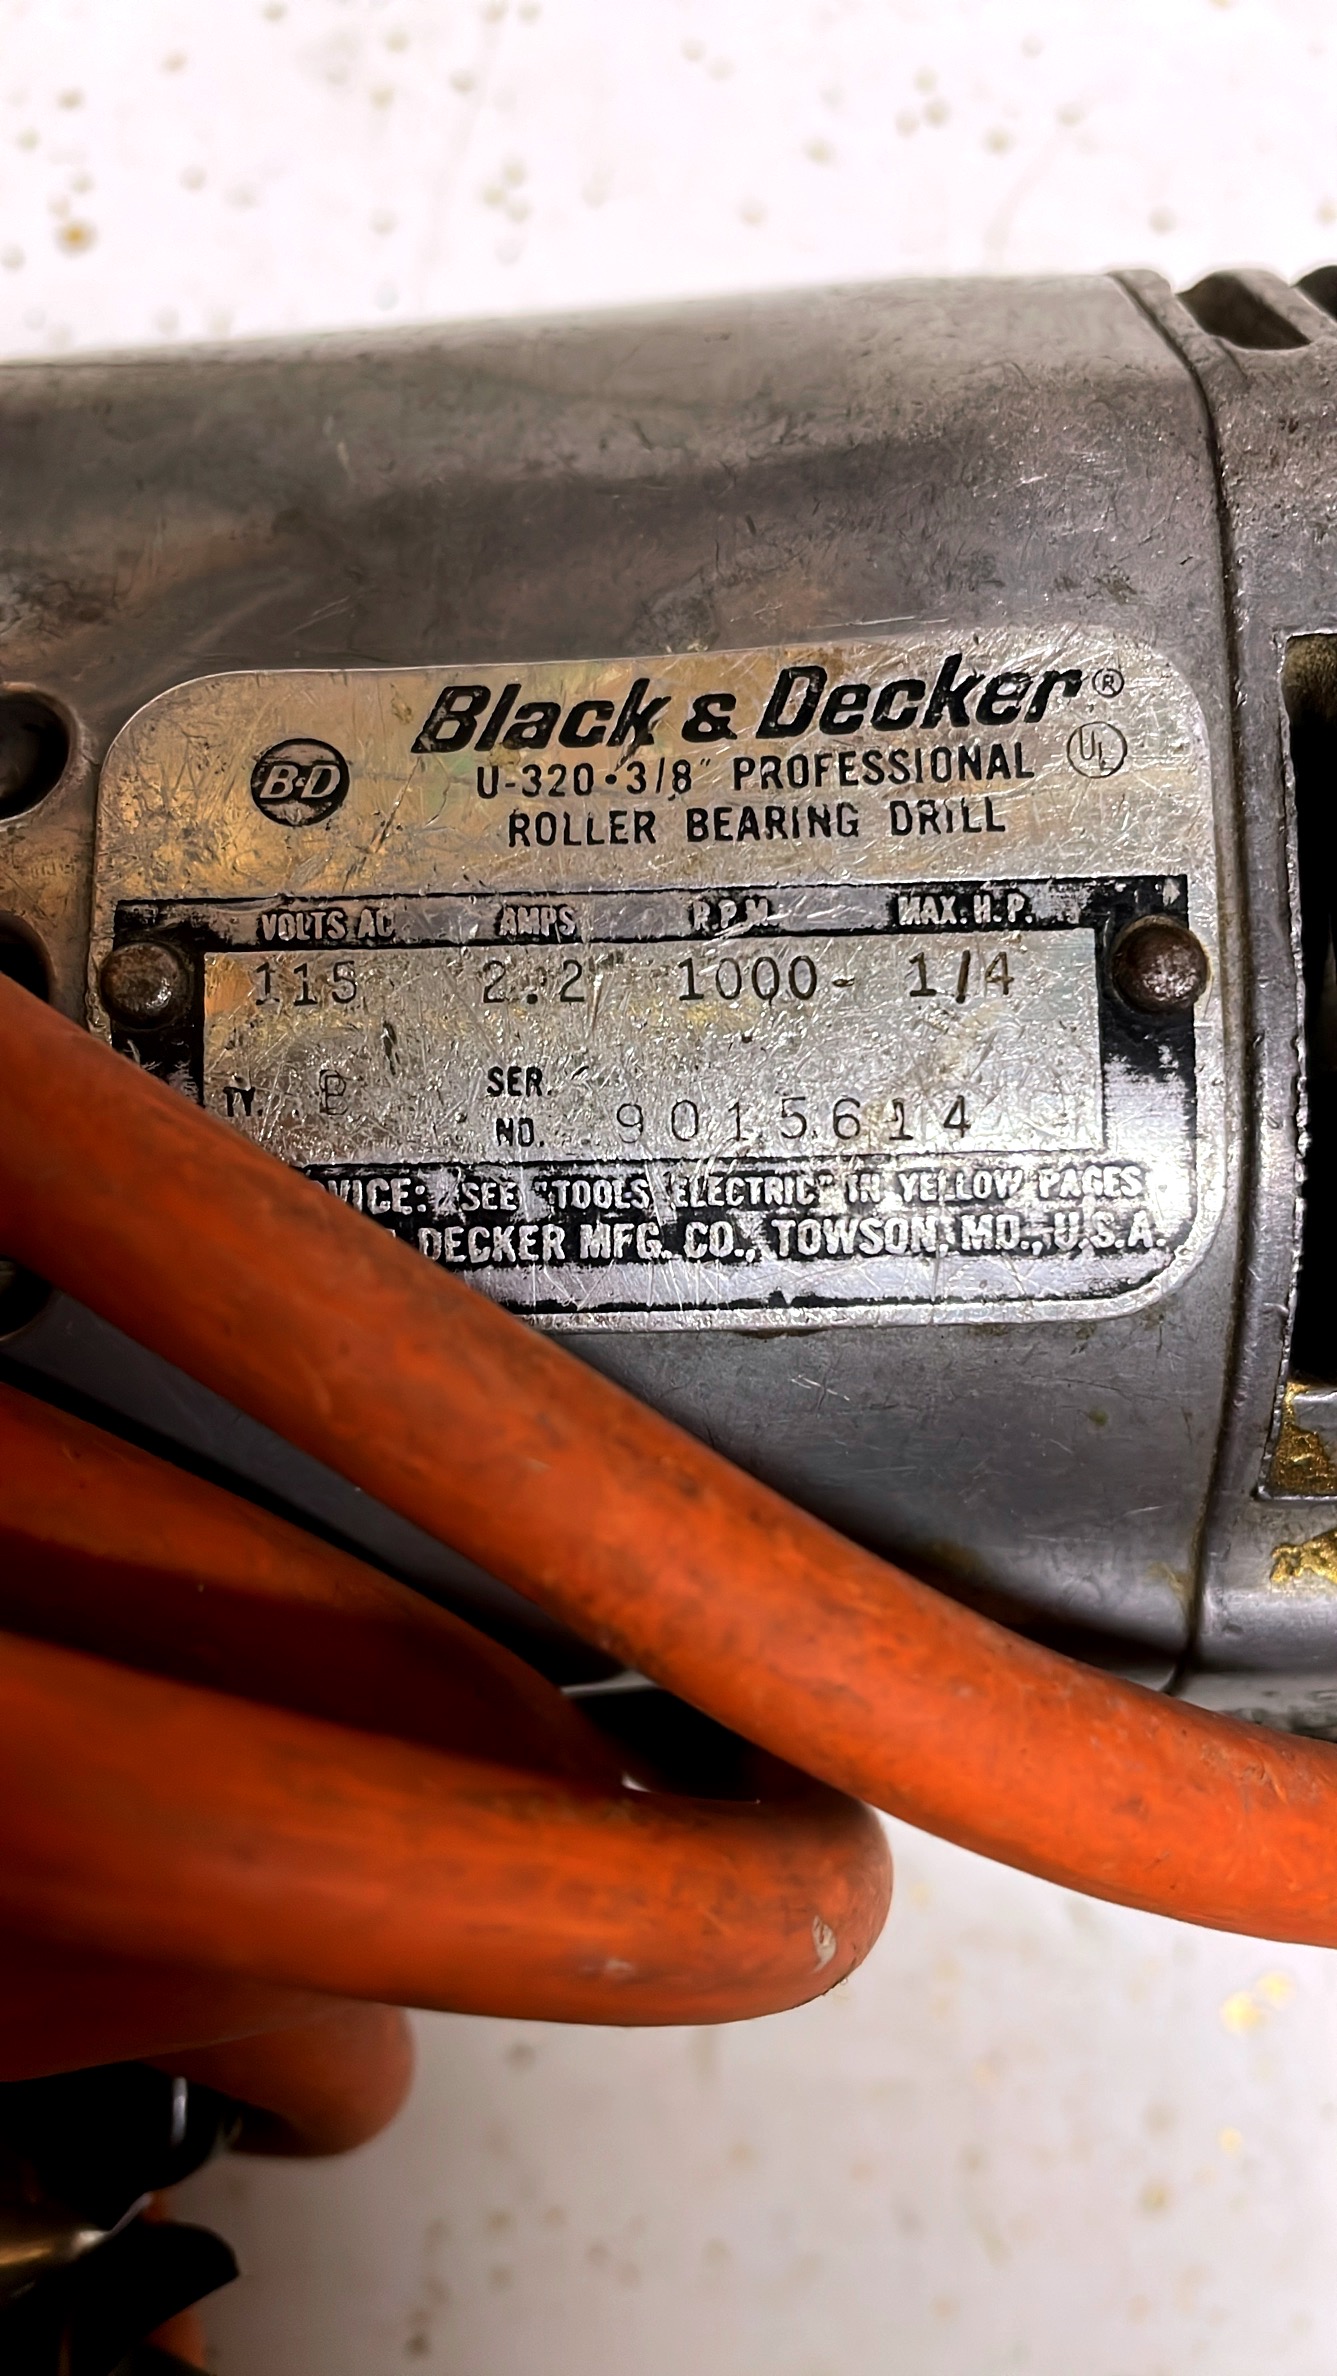 Black & Decker®
B&D U-320 • 3/8" PROFESSIONAL UL
ROLLER BEARING DRILL
VOLTS AC AMPS R.P.M. MAX. H.P.
115 2.2 1000- 1/4
TY. SER.
NO. 9015614
VICE: SEE "TOOLS ELECTRIC" IN YELLOW PAGES
DECKER MFG. CO., TOWSON, MD., U.S.A.